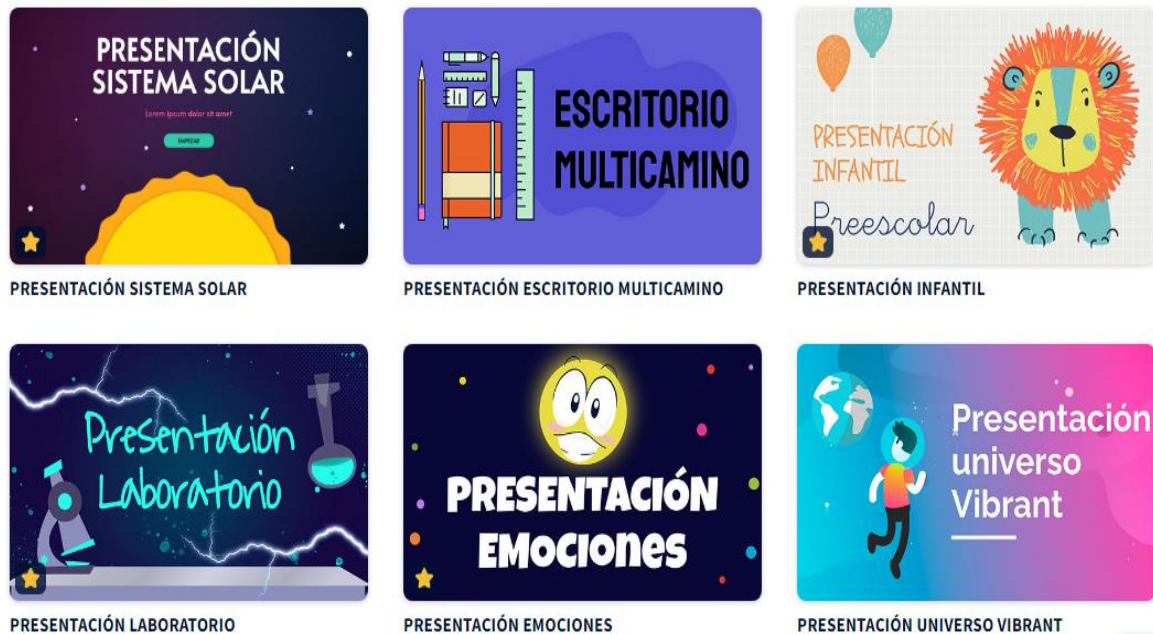 PRESENTACIÓN
SISTEMA SOLAR
Lorem ipsum dolor sit amet
EMPEZAR
PRESENTACIÓN SISTEMA SOLAR
ESCRITORIO
MULTICAMINO
PRESENTACIÓN ESCRITORIO MULTICAMINO
PRESENTACIÓN
INFANTIL
Preescolar
PRESENTACIÓN INFANTIL
Presentación
Laboratorio
PRESENTACIÓN LABORATORIO
PRESENTACIÓN
EMOCIONES
PRESENTACIÓN EMOCIONES
Presentación
universo
Vibrant
PRESENTACIÓN UNIVERSO VIBRANT